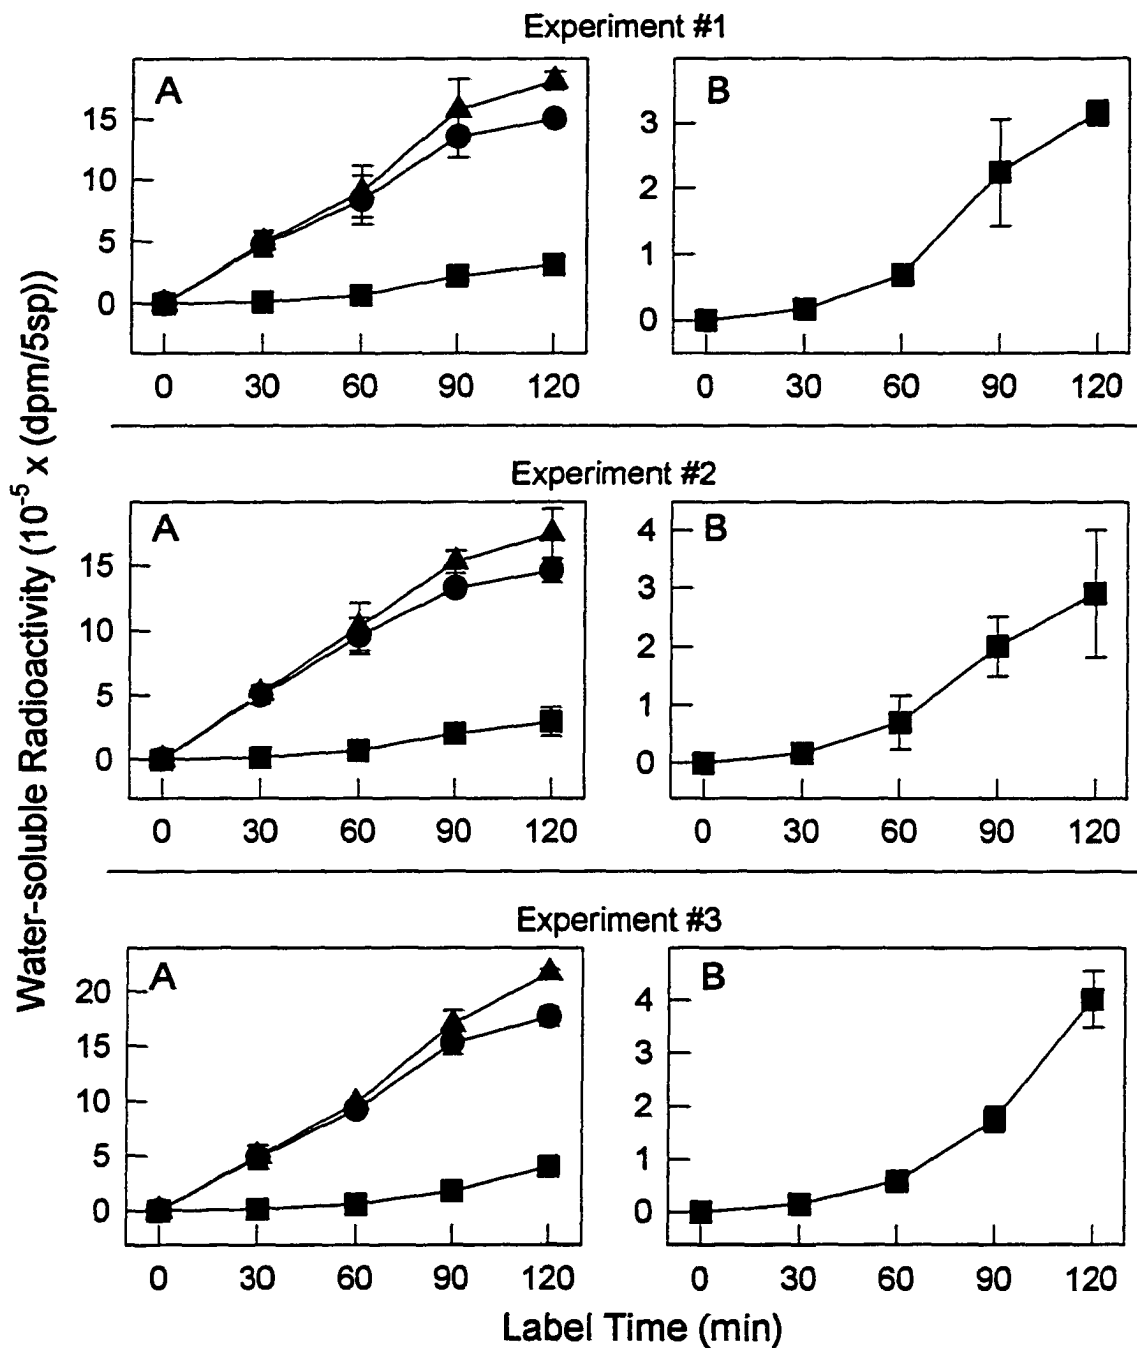 Experiment #1
A
B
15
10
5
0
3
2
1
0
0 30 60 90 120
0 30 60 90 120
Experiment #2
A
B
15
10
5
0
4
3
2
1
0
0 30 60 90 120
0 30 60 90 120
Experiment #3
A
B
20
15
10
5
0
4
3
2
1
0
0 30 60 90 120
0 30 60 90 120
Label Time (min)
Water-soluble Radioactivity (10⁻⁵ x (dpm/5sp))